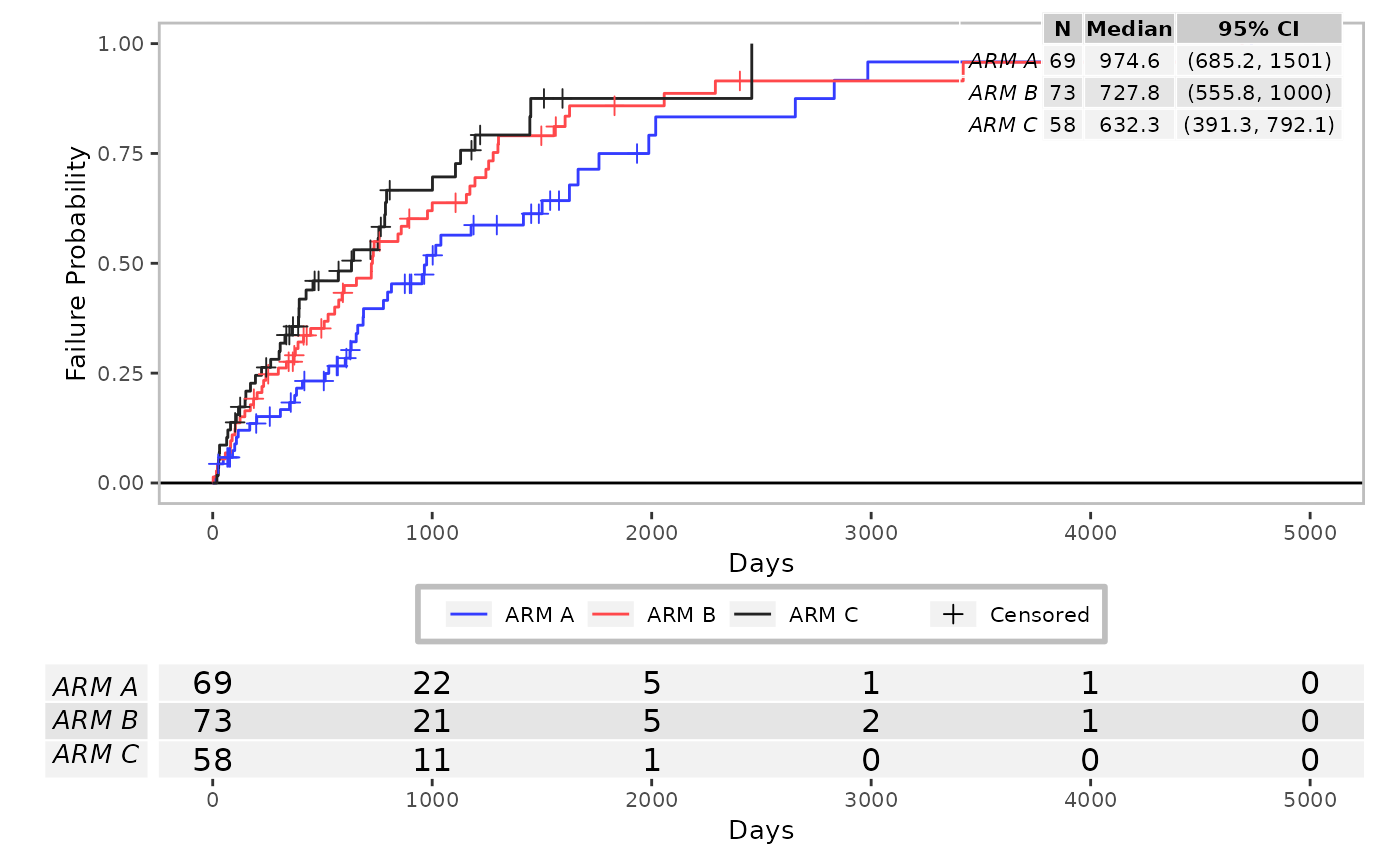 N Median 95% CI
ARM A 69 974.6 (685.2, 1501)
ARM B 73 727.8 (555.8, 1000)
ARM C 58 632.3 (391.3, 792.1)
Failure Probability
1.00
0.75
0.50
0.25
0.00
0 1000 2000 3000 4000 5000
Days
ARM A ARM B ARM C Censored
ARM A 69 22 5 1 1 0
ARM B 73 21 5 2 1 0
ARM C 58 11 1 0 0 0
0 1000 2000 3000 4000 5000
Days